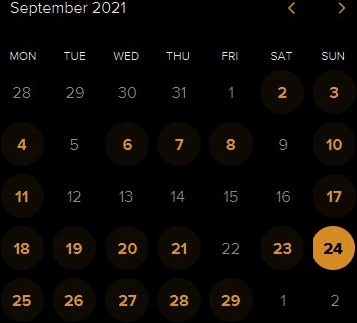 September 2021
MON TUE WED THU FRI SAT SUN
28 29 30 31 1 2 3
4 5 6 7 8 9 10
11 12 13 14 15 16 17
18 19 20 21 22 23 24
25 26 27 28 29 1 2